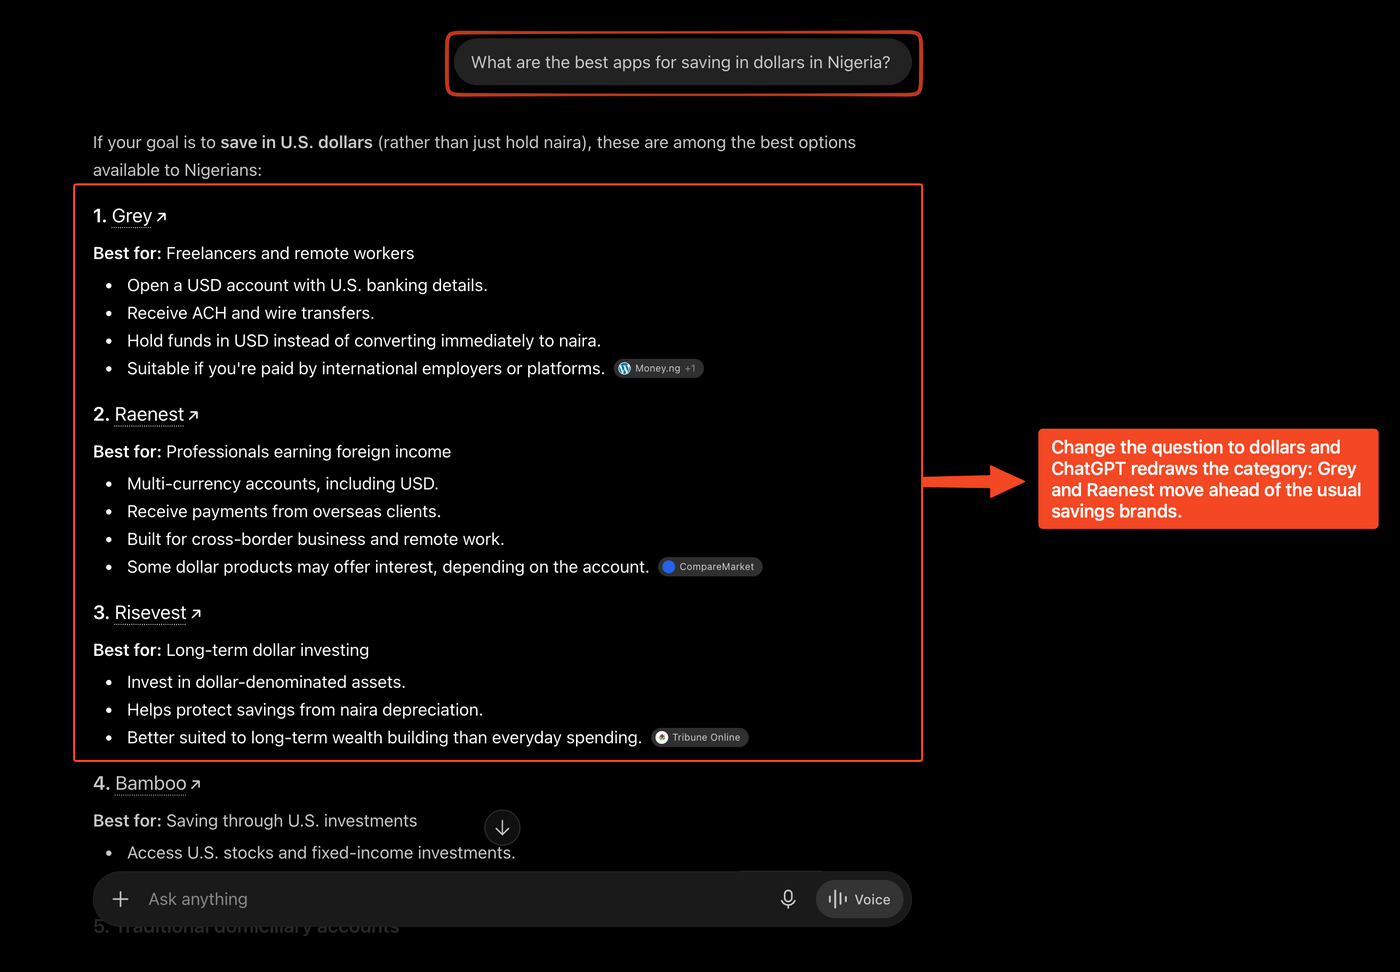 What are the best apps for saving in dollars in Nigeria?
If your goal is to save in U.S. dollars (rather than just hold naira), these are among the best options
available to Nigerians:
1. Grey ↗
Best for: Freelancers and remote workers
• Open a USD account with U.S. banking details.
• Receive ACH and wire transfers.
• Hold funds in USD instead of converting immediately to naira.
• Suitable if you're paid by international employers or platforms. Money.ng +1
2. Raenest ↗
Best for: Professionals earning foreign income
• Multi-currency accounts, including USD.
• Receive payments from overseas clients.
• Built for cross-border business and remote work.
• Some dollar products may offer interest, depending on the account. CompareMarket
3. Risevest ↗
Best for: Long-term dollar investing
• Invest in dollar-denominated assets.
• Helps protect savings from naira depreciation.
• Better suited to long-term wealth building than everyday spending. Tribune Online
4. Bamboo ↗
Best for: Saving through U.S. investments
• Access U.S. stocks and fixed-income investments.
Ask anything
Voice
5. Traditional domiciliary accounts
Change the question to dollars and
ChatGPT redraws the category: Grey
and Raenest move ahead of the usual
savings brands.